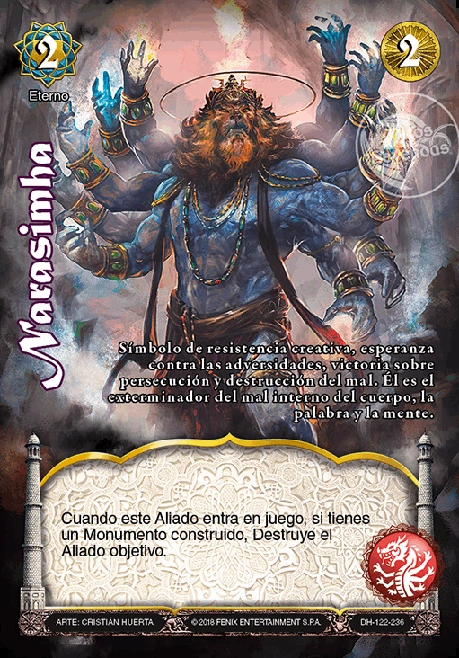 2
2
Eterno
Narasimha
Símbolo de resistencia creativa, esperanza
contra las adversidades, victoria sobre
persecución y destrucción del mal. Él es el
exterminador del mal interno del cuerpo, la
palabra y la mente.
Cuando este Aliado entra en juego, si tienes
un Monumento construido, Destruye el
Aliado objetivo.
ARTE: CRISTIAN HUERTA © 2018 FENIX ENTERTAINMENT S.P.A. DH-122-236